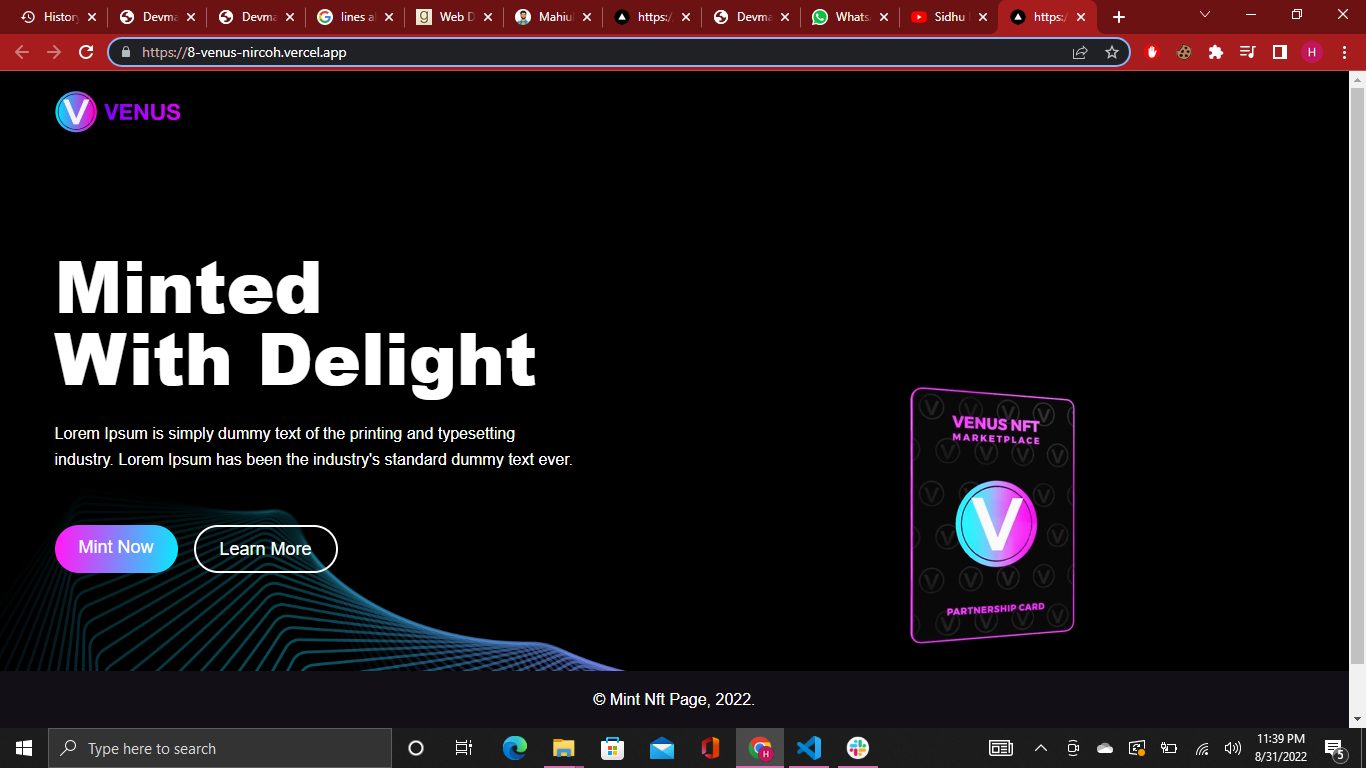 History
Devma
Devma
lines a
Web D
Mahiu
https:/
Devma
Whats
Sidhu
https:/
https://8-venus-nircoh.vercel.app
H
V VENUS
Minted
With Delight
Lorem Ipsum is simply dummy text of the printing and typesetting
industry. Lorem Ipsum has been the industry's standard dummy text ever.
Mint Now
Learn More
VENUS NFT
MARKETPLACE
V
PARTNERSHIP CARD
© Mint Nft Page, 2022.
Type here to search
H
11:39 PM
8/31/2022
5